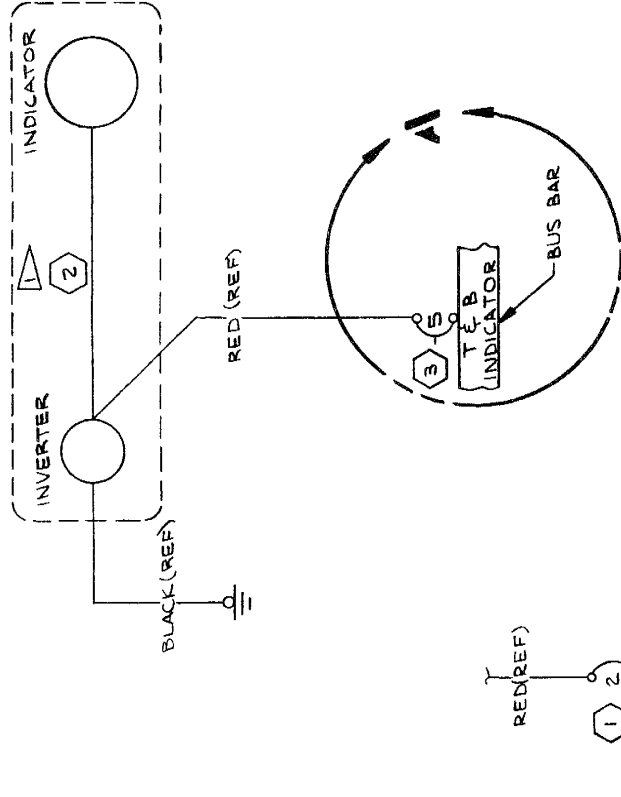 INDICATOR
1
2
INVERTER
RED (REF)
BLACK (REF)
A
3
5
T & B
INDICATOR
BUS BAR
RED (REF)
1
2